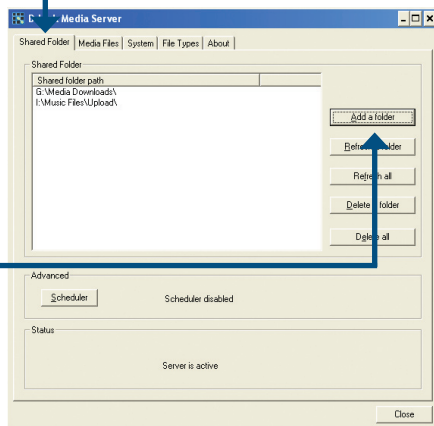 Media Server
Shared Folder Media Files System File Types About
Shared Folder
Shared folder path
G:\Media Downloads\
I:\Music Files\Upload\
Add a folder
Refresh all
Delete folder
all
Advanced
Scheduler Scheduler disabled
Status
Server is active
Close